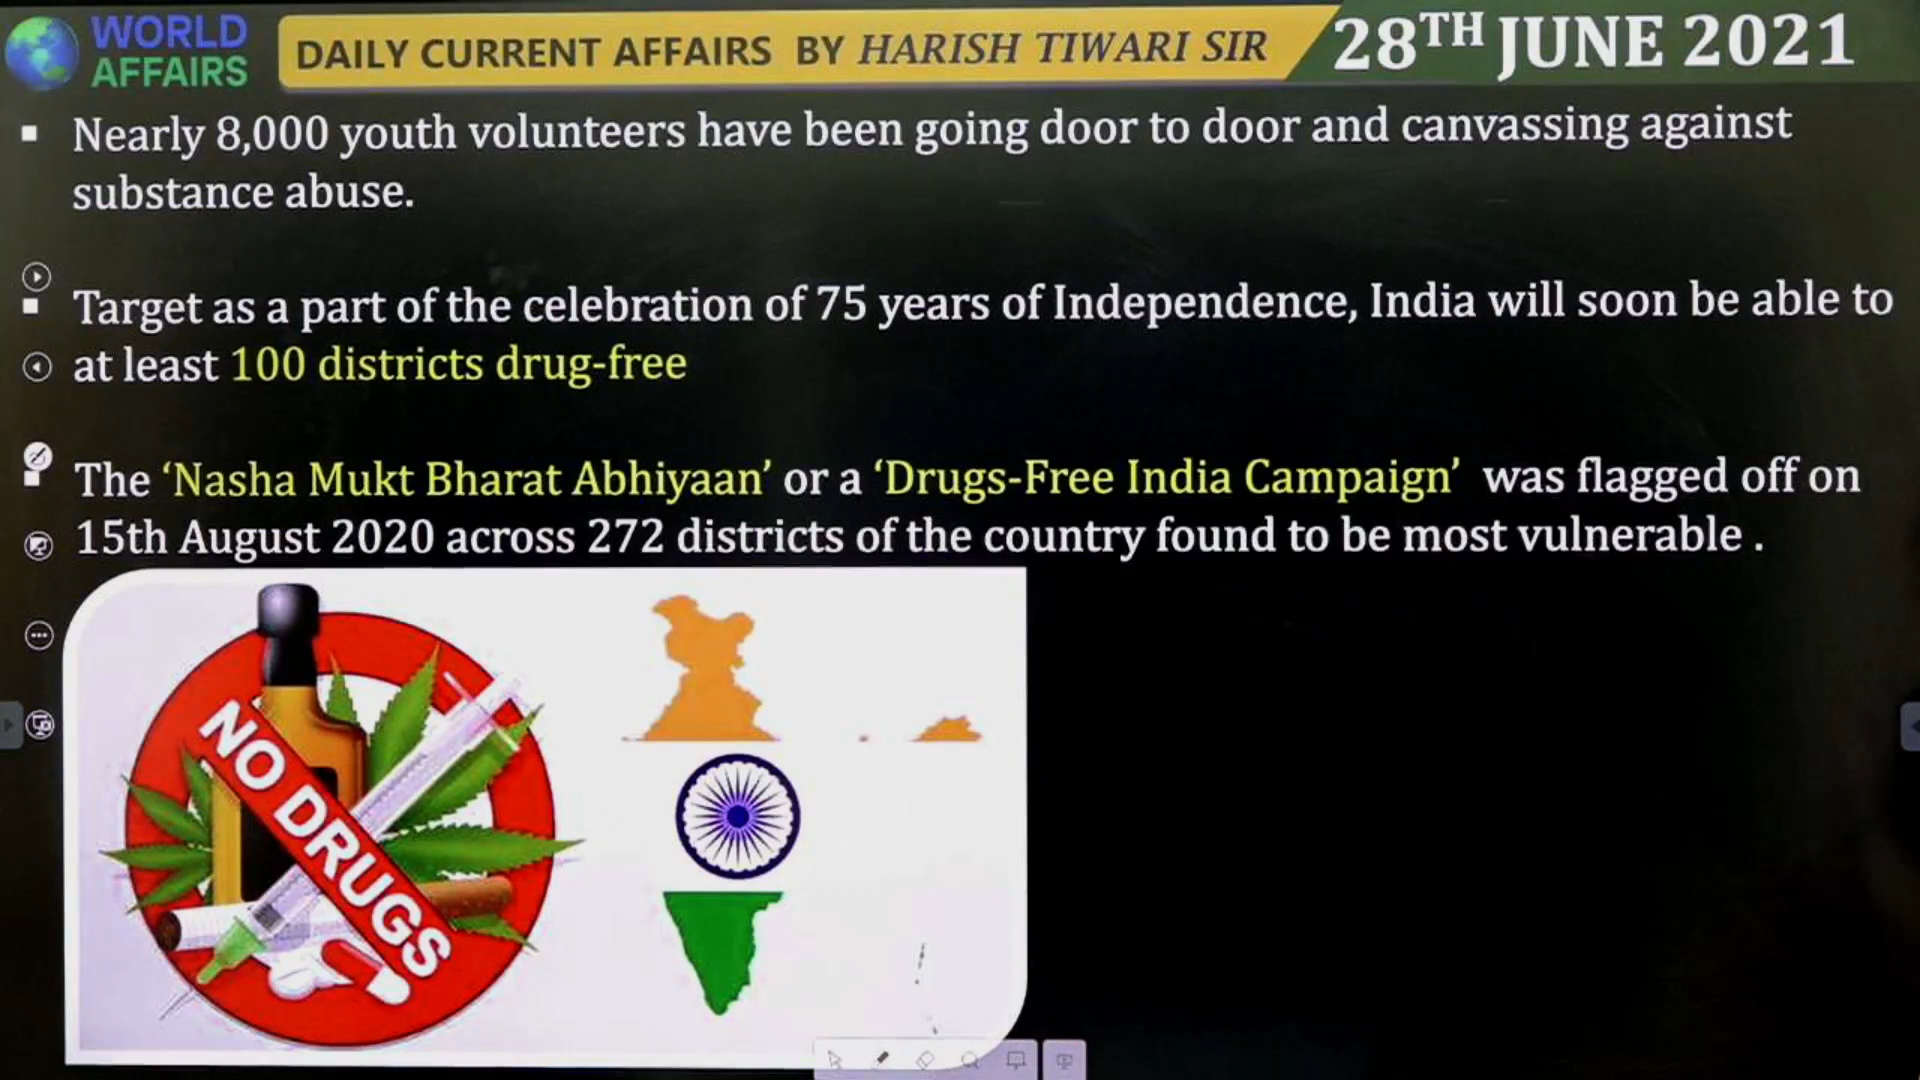 WORLD
AFFAIRS
DAILY CURRENT AFFAIRS BY HARISH TIWARI SIR
28TH JUNE 2021
Nearly 8,000 youth volunteers have been going door to door and canvassing against
substance abuse.
Target as a part of the celebration of 75 years of Independence, India will soon be able to
at least 100 districts drug-free
The ‘Nasha Mukt Bharat Abhiyaan’ or a ‘Drugs-Free India Campaign’ was flagged off on
15th August 2020 across 272 districts of the country found to be most vulnerable .
NO DRUGS